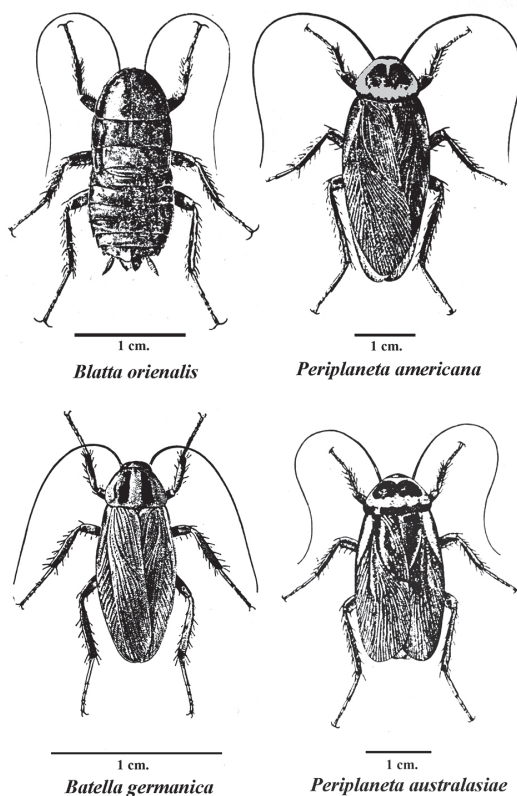 1 cm.
Blatta orienalis
1 cm.
Periplaneta americana
1 cm.
Batella germanica
1 cm.
Periplaneta australasiae